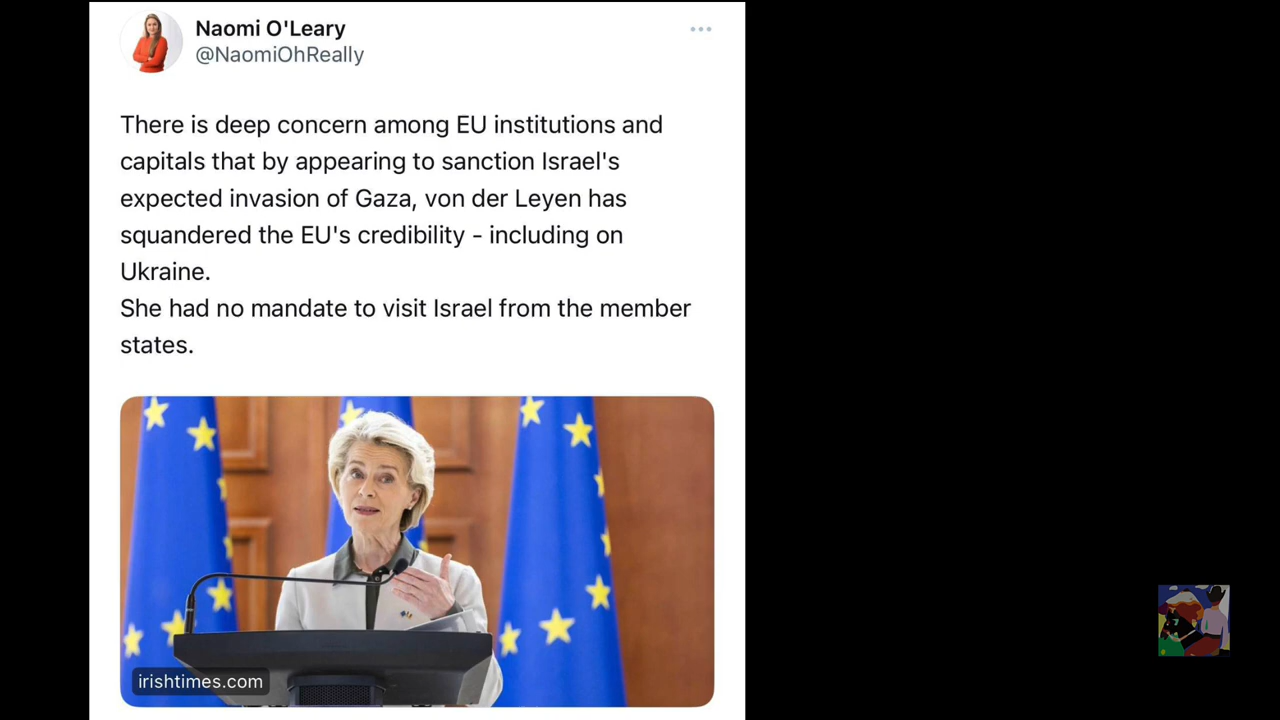 Naomi O'Leary
@NaomiOhReally
There is deep concern among EU institutions and
capitals that by appearing to sanction Israel's
expected invasion of Gaza, von der Leyen has
squandered the EU's credibility - including on
Ukraine.
She had no mandate to visit Israel from the member
states.
irishtimes.com